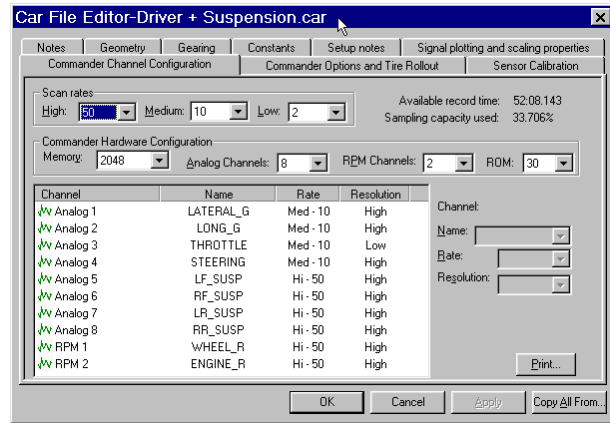 Car File Editor-Driver + Suspension.car
Notes Geometry Gearing Constants Setup notes Signal plotting and scaling properties
Commander Channel Configuration Commander Options and Tire Rollout Sensor Calibration
Scan rates
High: 50 Medium: 10 Low: 2
Available record time: 52:08.143
Sampling capacity used: 33.706%
Commander Hardware Configuration
Memory: 2048 Analog Channels: 8 RPM Channels: 2 ROM: 30
Channel Name Rate Resolution
Analog 1 LATERAL_G Med - 10 High
Analog 2 LONG_G Med - 10 High
Analog 3 THROTTLE Med - 10 Low
Analog 4 STEERING Med - 10 High
Analog 5 LF_SUSP Hi - 50 High
Analog 6 RF_SUSP Hi - 50 High
Analog 7 LR_SUSP Hi - 50 High
Analog 8 RR_SUSP Hi - 50 High
RPM 1 WHEEL_R Hi - 50 High
RPM 2 ENGINE_R Hi - 50 High
Channel:
Name:
Rate:
Resolution:
Print...
OK Cancel Apply Copy All From...